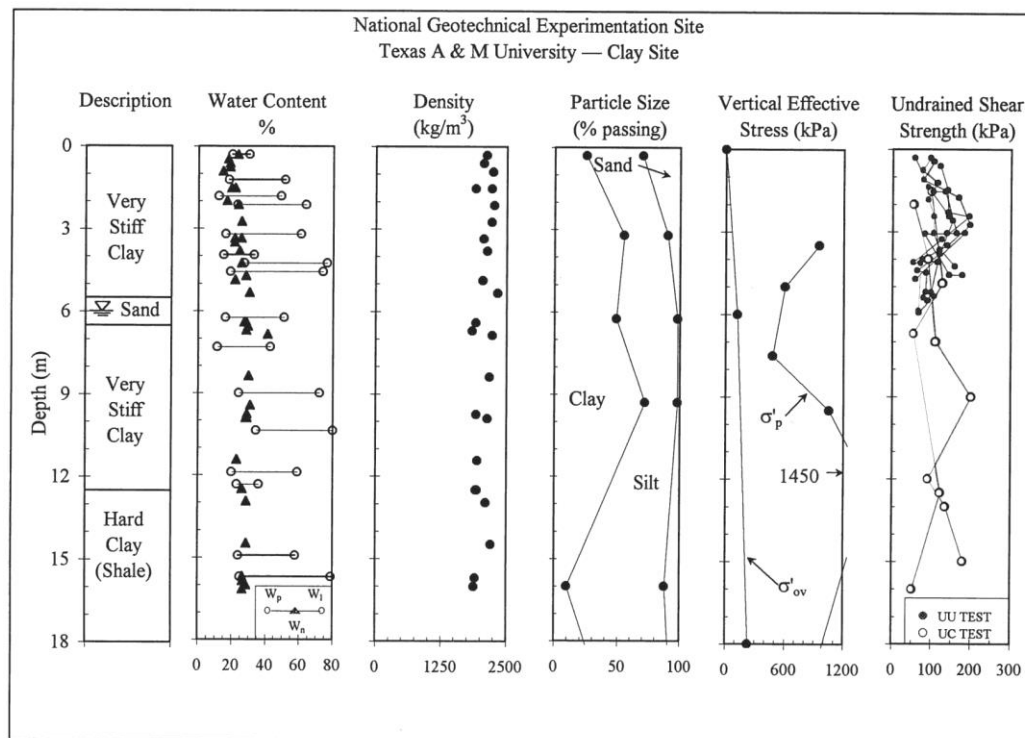 National Geotechnical Experimentation Site
Texas A & M University — Clay Site
Description
Water Content
%
Density
(kg/m³)
Particle Size
(% passing)
Vertical Effective
Stress (kPa)
Undrained Shear
Strength (kPa)
Depth (m)
0
3
6
9
12
15
18
Very
Stiff
Clay
Sand
Very
Stiff
Clay
Hard
Clay
(Shale)
Wp Wl
Wn
0 20 40 60 80
0 1250 2500
Sand
Clay
Silt
0 50 100
σ'p
1450
σ'ov
0 600 1200
UU TEST
UC TEST
0 100 200 300